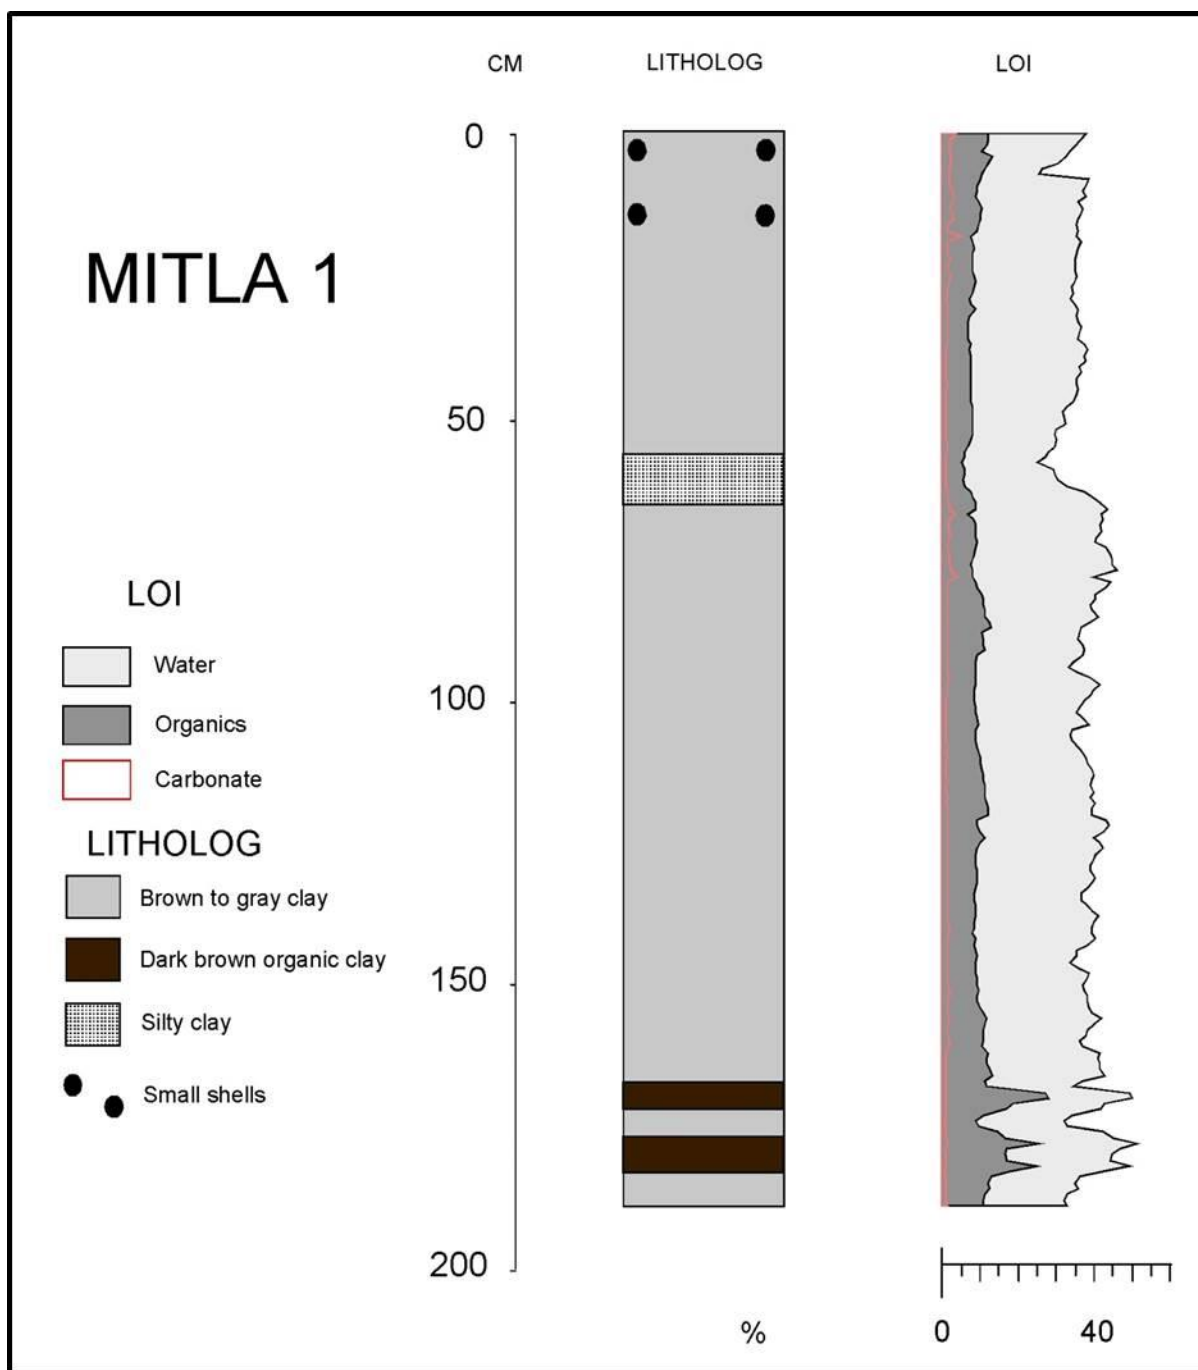 CM LITHOLOG LOI
0
MITLA 1
50
LOI
Water
100
Organics
Carbonate
LITHOLOG
Brown to gray clay
Dark brown organic clay
150
Silty clay
Small shells
200
% 0 40